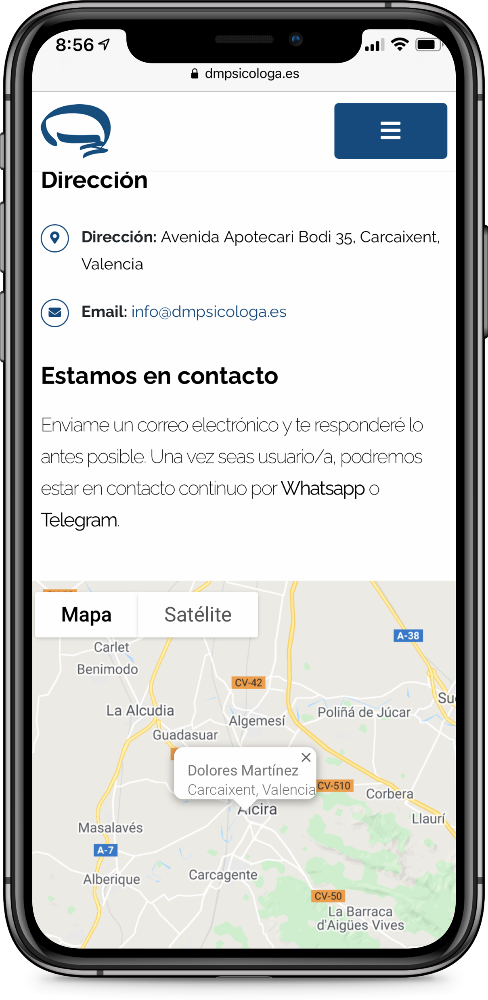 8:56
dmpsicologa.es
Dirección
Dirección: Avenida Apotecari Bodi 35, Carcaixent,
Valencia
Email: info@dmpsicologa.es
Estamos en contacto
Enviame un correo electrónico y te responderé lo
antes posible. Una vez seas usuario/a, podremos
estar en contacto continuo por Whatsapp o
Telegram.
Mapa Satélite
A-38
Carlet
Benimodo
CV-42
La Alcudia
Poliñá de Júcar
Algemesí
Guadasuar
Dolores Martínez
Carcaixent, Valencia
CV-510
Corbera
Alcira
Llaurí
Masalavés
A-7
Carcagente
Alberique
CV-50
La Barraca
d'Aigües Vives